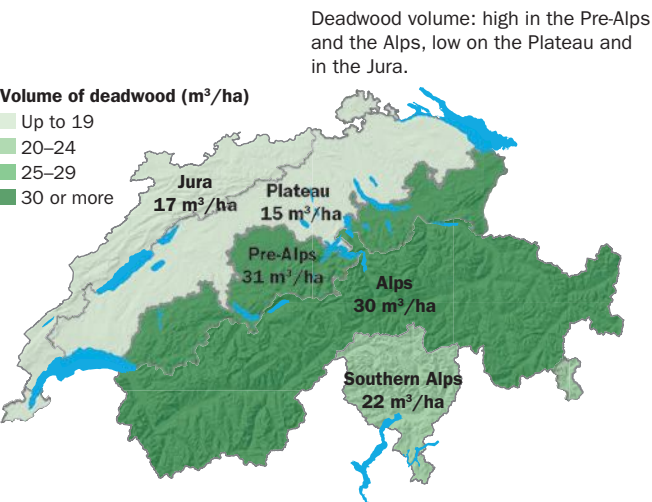 Deadwood volume: high in the Pre-Alps
and the Alps, low on the Plateau and
in the Jura.
Volume of deadwood (m³/ha)
Up to 19
20–24
25–29
30 or more
Jura
17 m³/ha
Plateau
15 m³/ha
Pre-Alps
31 m³/ha
Alps
30 m³/ha
Southern Alps
22 m³/ha